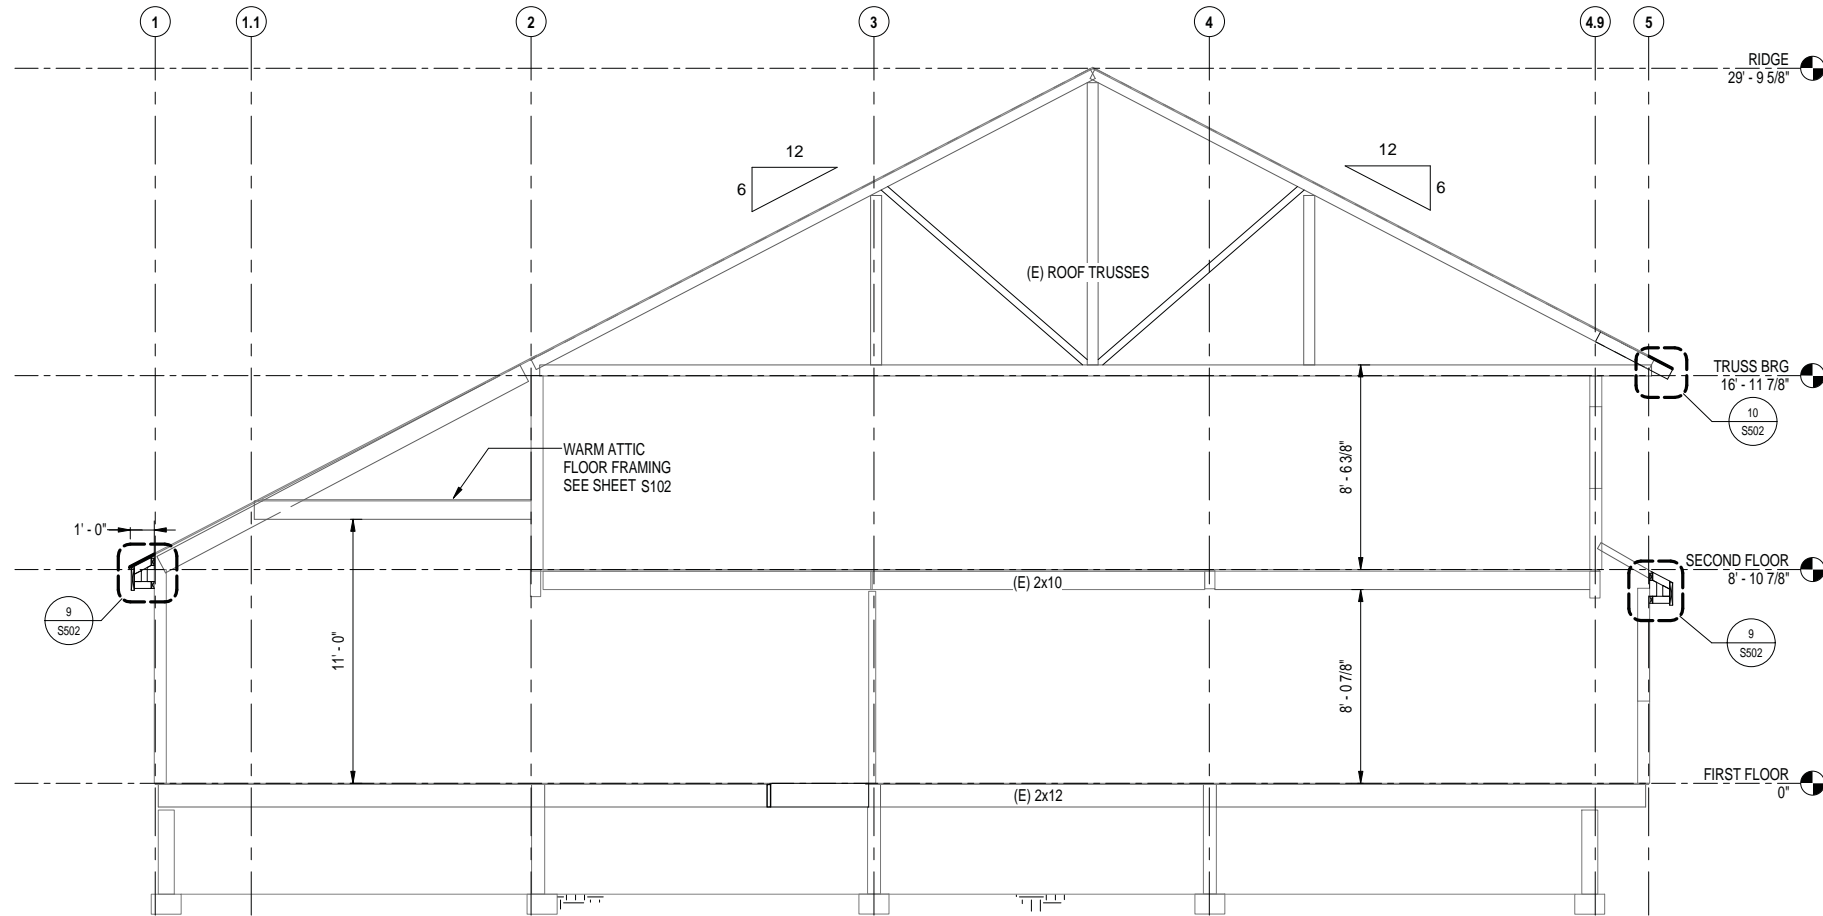 1
1.1
2
3
4
4.9
5
RIDGE
29' - 9 5/8"
12
6
12
6
(E) ROOF TRUSSES
TRUSS BRG
16' - 11 7/8"
10
S502
WARM ATTIC
FLOOR FRAMING
SEE SHEET S102
8' - 6 3/8"
1' - 0"
SECOND FLOOR
8' - 10 7/8"
(E) 2x10
9
S502
9
S502
11' - 0"
8' - 0 7/8"
FIRST FLOOR
0"
(E) 2x12